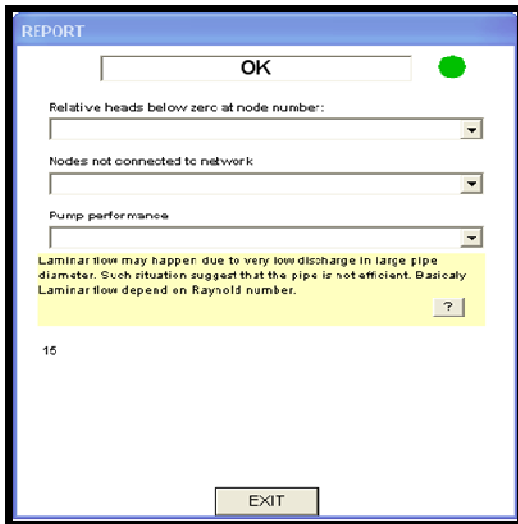 REPORT
OK
Relative heads below zero at node number:
Nodes not connected to network
Pump performance
Laminar flow may happen due to very low discharge in large pipe
diameter. Such situation suggest that the pipe is not efficient. Basicaly
Laminar flow depend on Raynold number.
?
15
EXIT